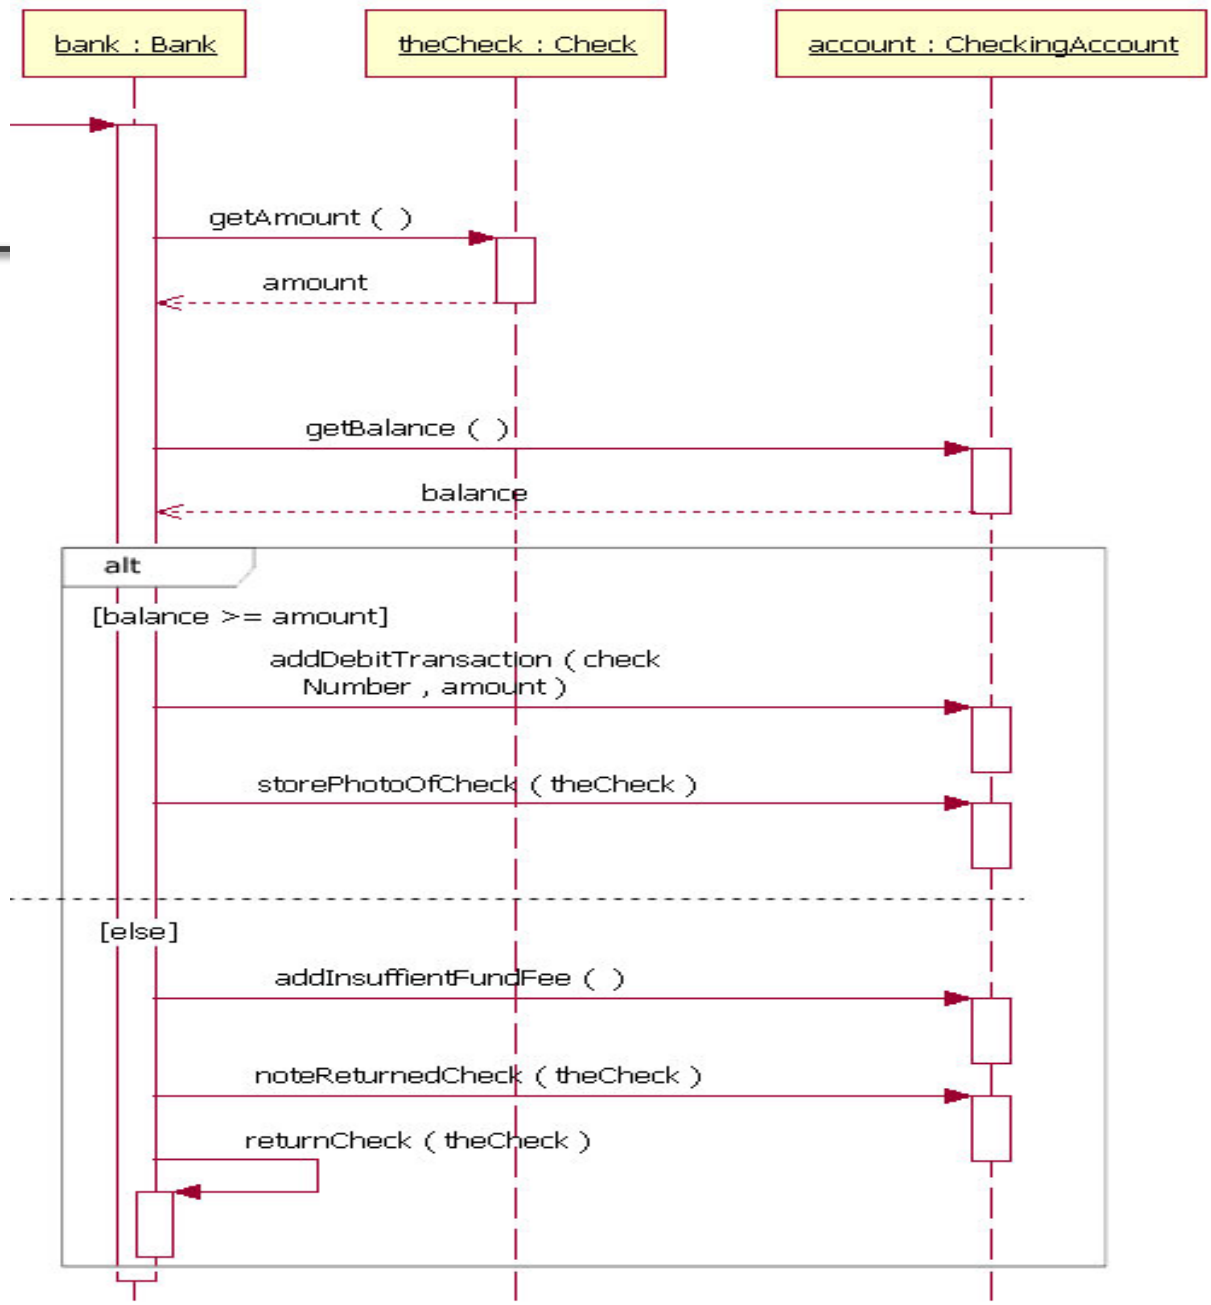 bank : Bank
theCheck : Check
account : CheckingAccount
getAmount ( )
amount
getBalance ( )
balance
alt
[balance >= amount]
addDebitTransaction ( check
Number , amount )
storePhotoOfCheck ( theCheck )
[else]
addInsuffientFundFee ( )
noteReturnedCheck ( theCheck )
returnCheck ( theCheck )